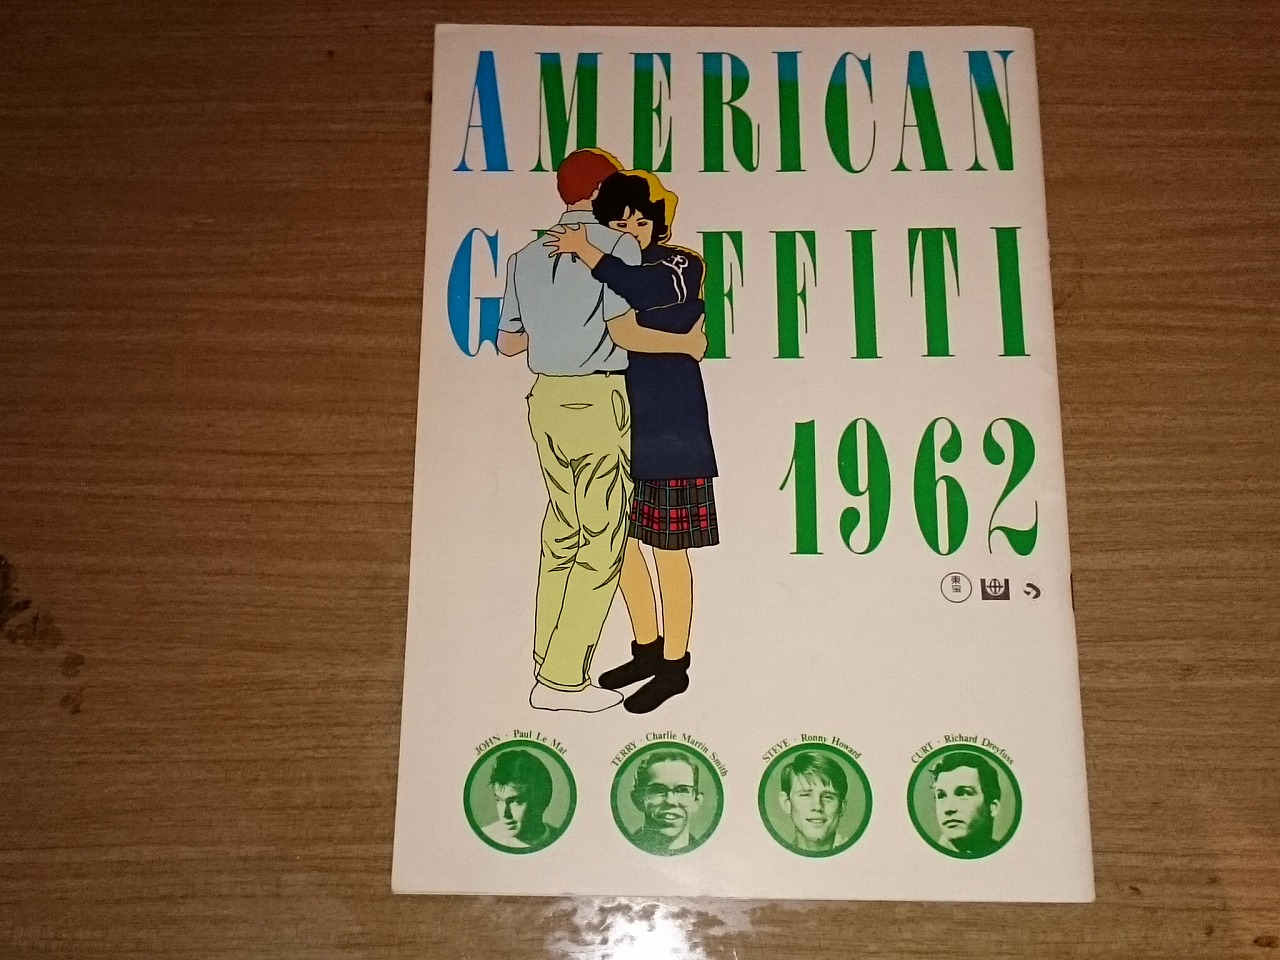 AMERICAN
G FFITI
1962
東宝
JOHN · Paul Le Mat
TERRY · Charlie Martin Smith
STEVE · Ronny Howard
CURT · Richard Dreyfuss